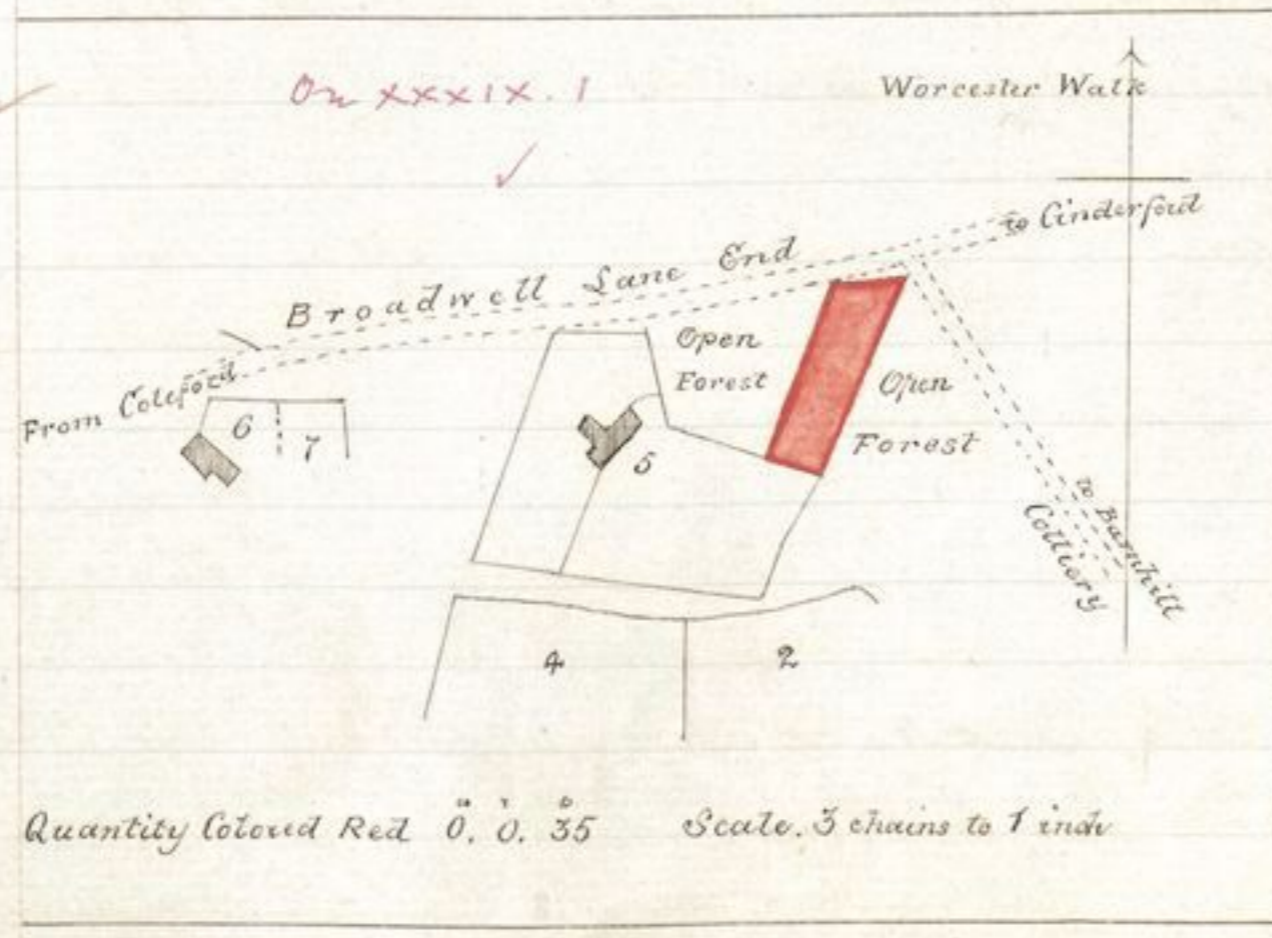 On xxxix. 1
Worcester Walk
to Cinderford
Broadwell Lane End
Open
Forest
From Coleford
Open
Forest
6
7
5
to Barnhill
Colliery
4
2
a r p
Quantity Colored Red 0. 0. 35
Scale. 3 chains to 1 inch